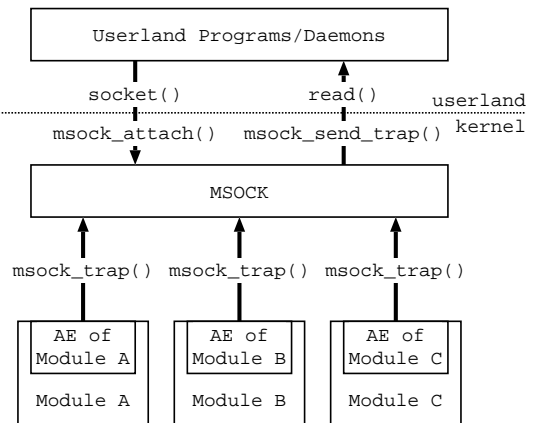 Userland Programs/Daemons
socket() read()
userland
msock_attach() msock_send_trap()
kernel
MSOCK
msock_trap() msock_trap() msock_trap()
AE of AE of AE of
Module A Module B Module C
Module A Module B Module C